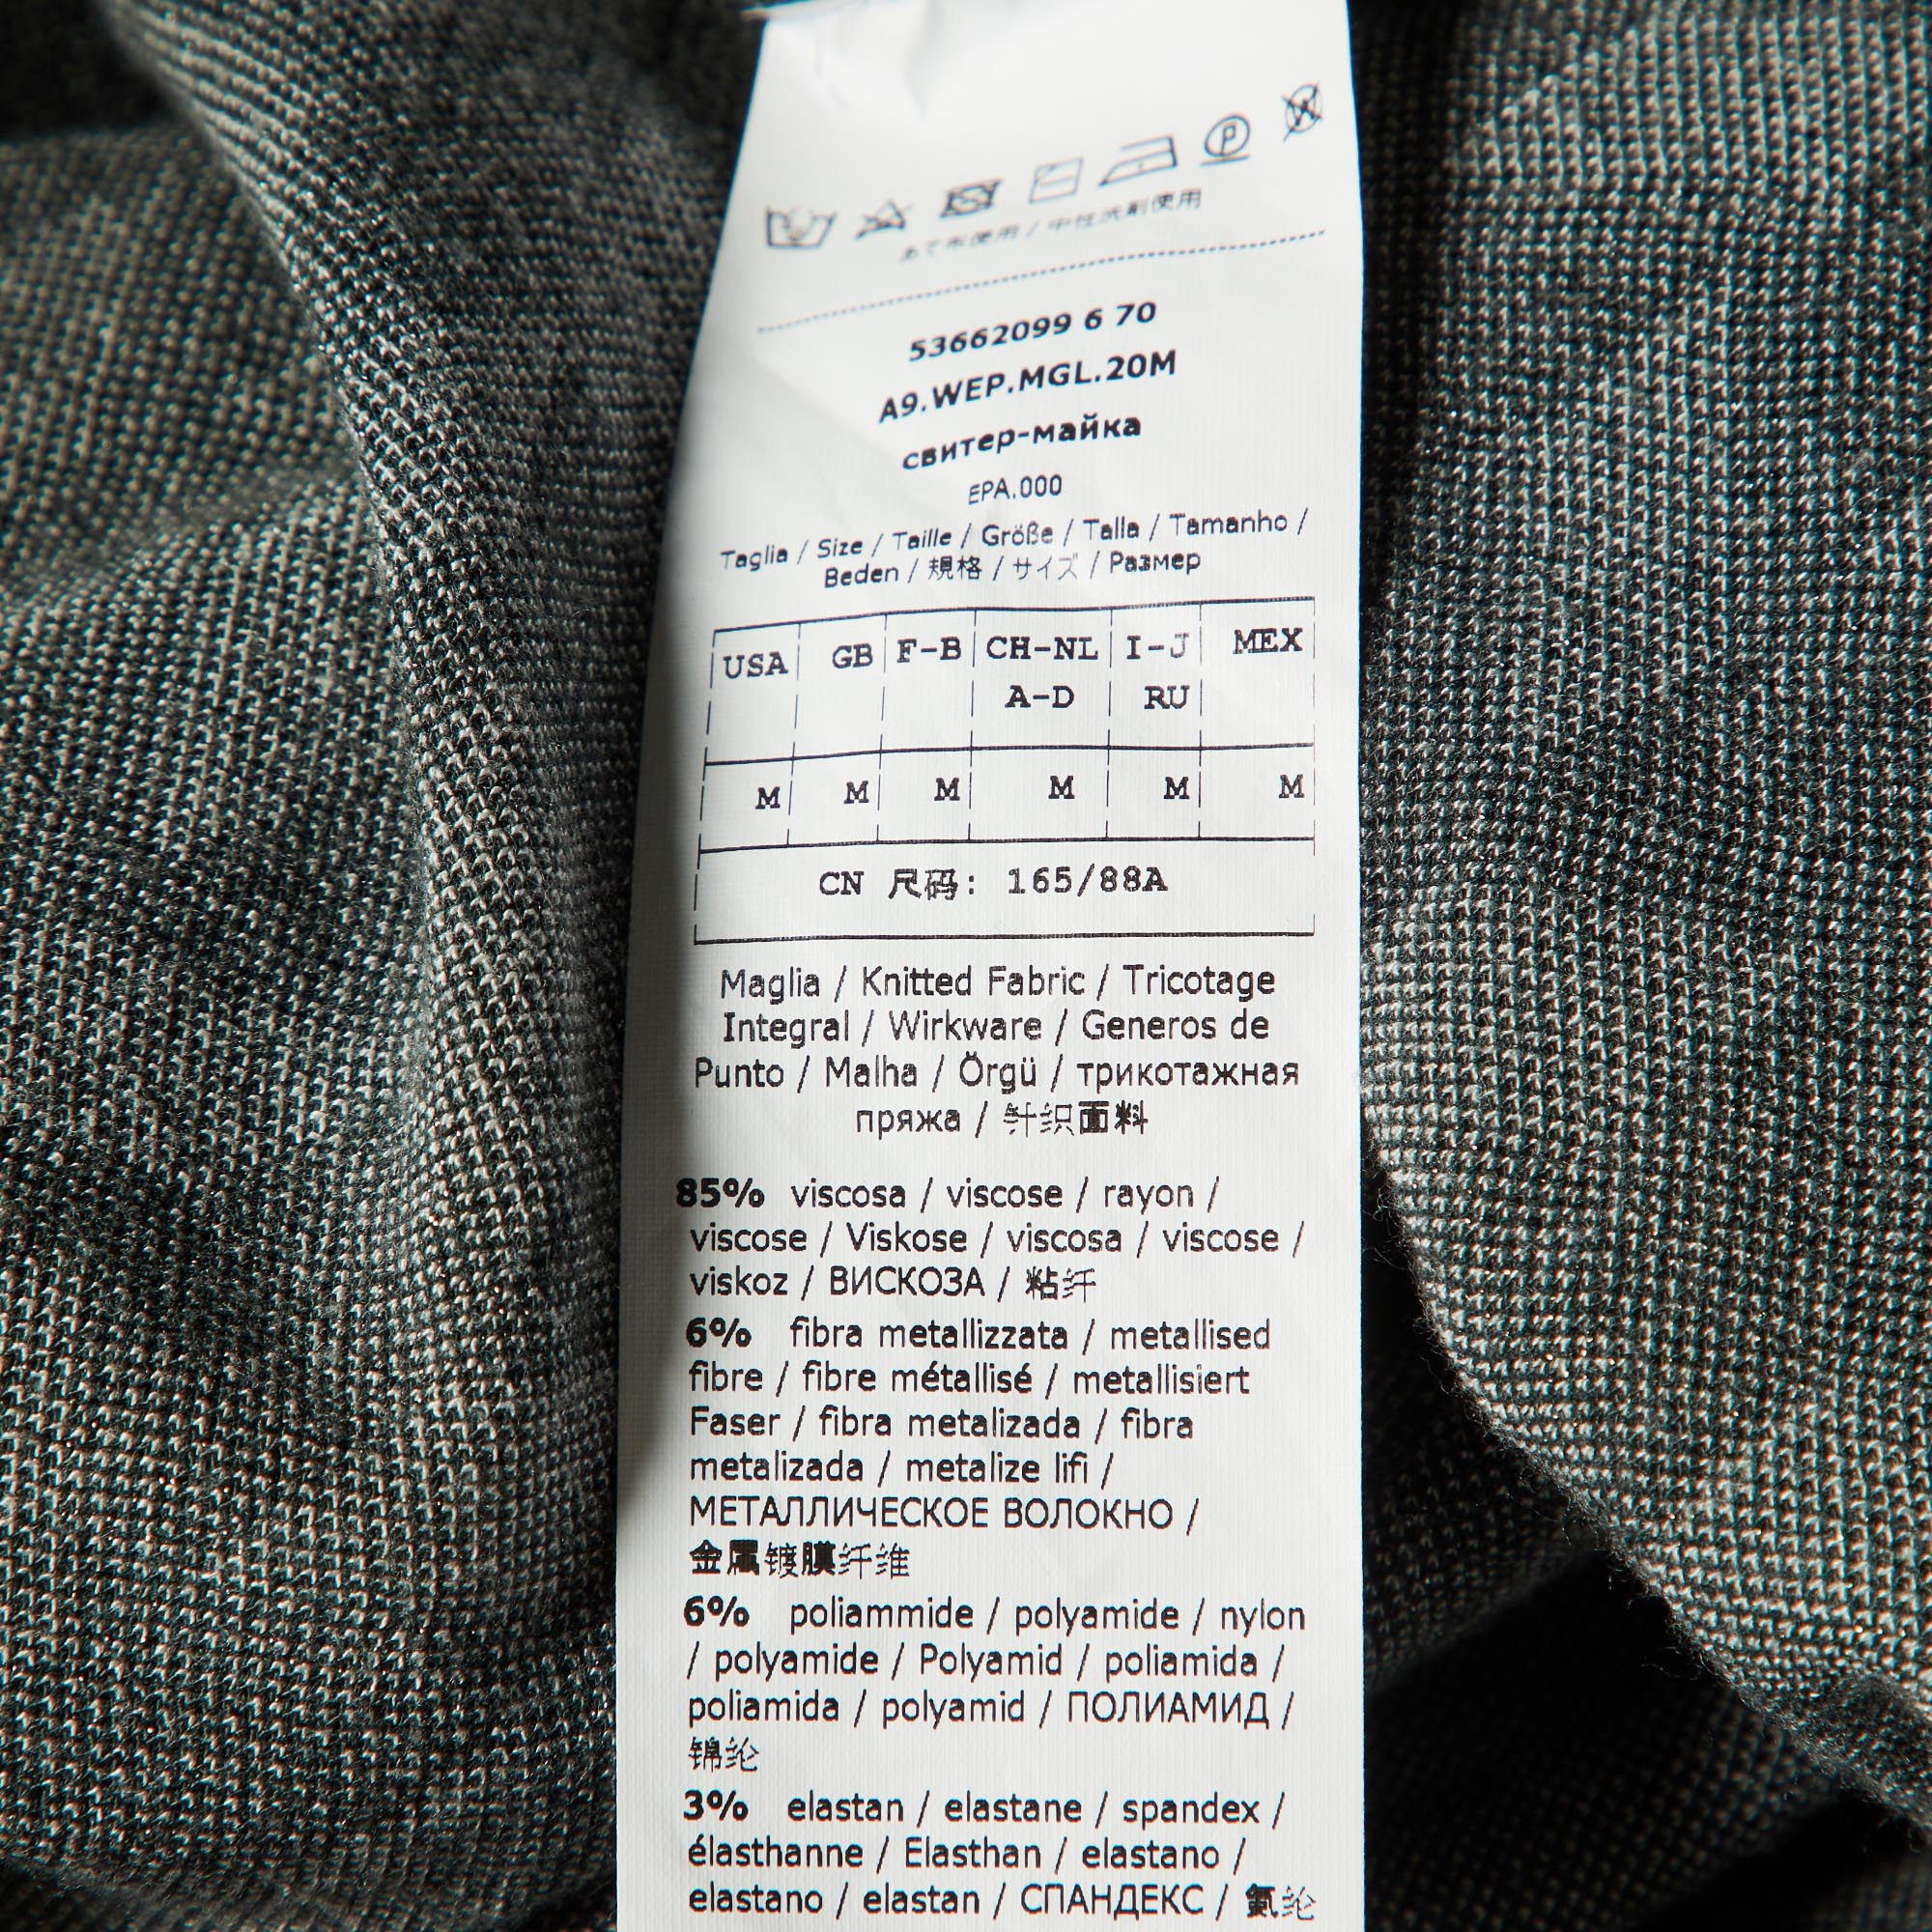 P
W
あて布使用 / 中性洗剤使用
53662099 6 70
A9.WEP.MGL.20M
свитер-майка
EPA.000
Taglia / Size / Taille / Größe / Talla / Tamanho /
Beden / 規格 / サイズ / Размер
USA GB F-B CH-NL I-J MEX
A-D RU
M M M M M M
CN 尺码: 165/88A
Maglia / Knitted Fabric / Tricotage
Integral / Wirkware / Generos de
Punto / Malha / Örgü / трикотажная
пряжа / 针织面料
85% viscosa / viscose / rayon /
viscose / Viskose / viscosa / viscose /
viskoz / ВИСКОЗА / 粘纤
6% fibra metallizzata / metallised
fibre / fibre métallisé / metallisiert
Faser / fibra metalizada / fibra
metalizada / metalize lifi /
МЕТАЛЛИЧЕСКОЕ ВОЛОКНО /
金属镀膜纤维
6% poliammide / polyamide / nylon
/ polyamide / Polyamid / poliamida /
poliamida / polyamid / ПОЛИАМИД /
锦纶
3% elastan / elastane / spandex /
élasthanne / Elasthan / elastano /
elastano / elastan / СПАНДЕКС / 氨纶